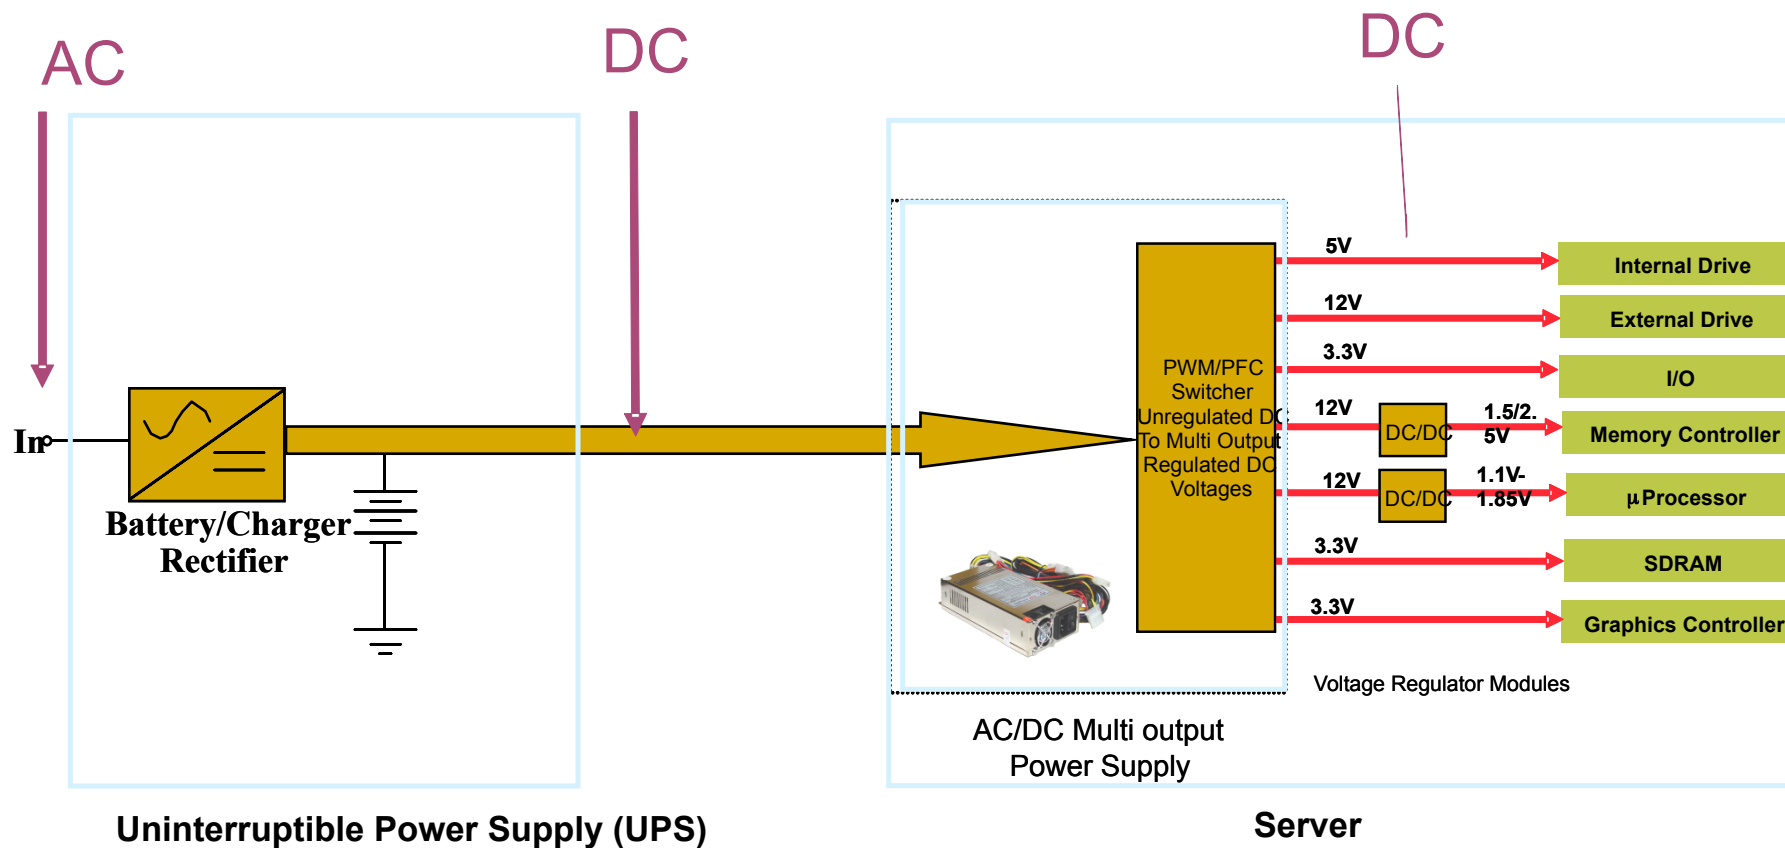 AC
DC
DC
In
Battery/Charger
Rectifier
PWM/PFC
Switcher
Unregulated DC
To Multi Output
Regulated DC
Voltages
5V
Internal Drive
12V
External Drive
3.3V
I/O
12V
DC/DC
1.5/2.
5V
Memory Controller
12V
DC/DC
1.1V-
1.85V
µProcessor
3.3V
SDRAM
3.3V
Graphics Controller
Voltage Regulator Modules
AC/DC Multi output
Power Supply
Uninterruptible Power Supply (UPS)
Server